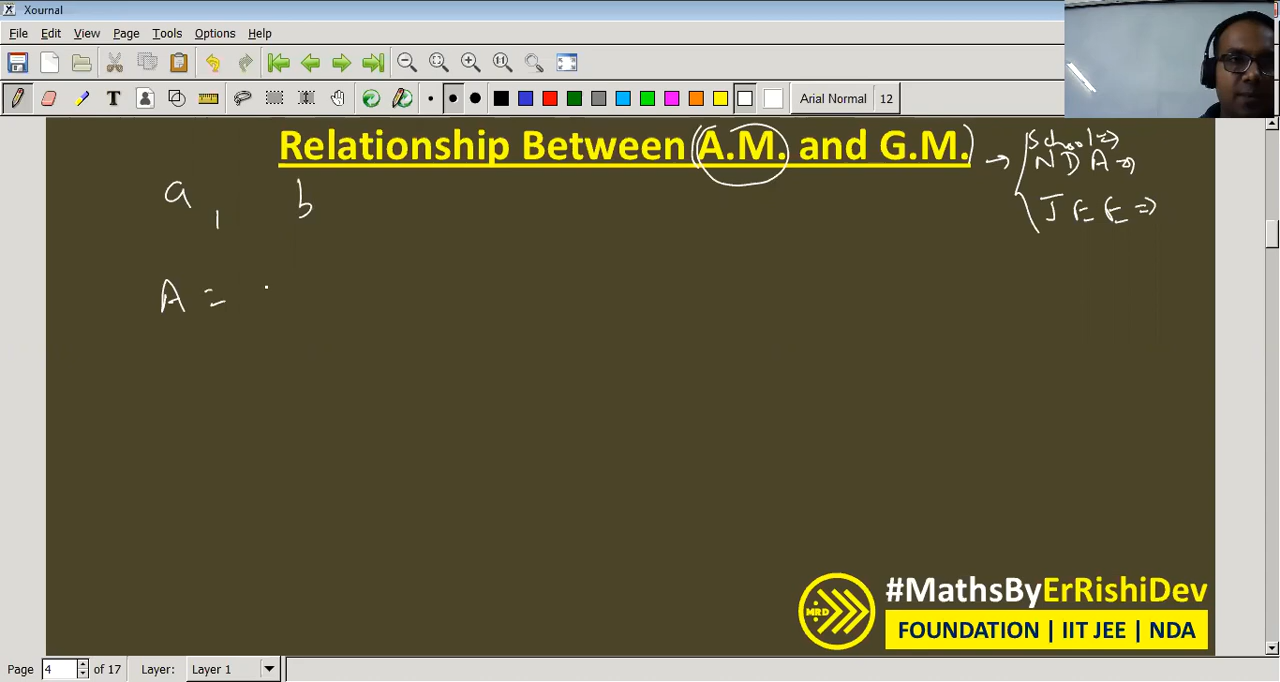 Xournal
File Edit View Page Tools Options Help
T Arial Normal 12
Relationship Between (A.M. and G.M.)
School ⇒
NDA ⇒
JEE ⇒
a, b
A =
MRD
#MathsByErRishiDev
FOUNDATION | IIT JEE | NDA
Page 4 of 17 Layer: Layer 1